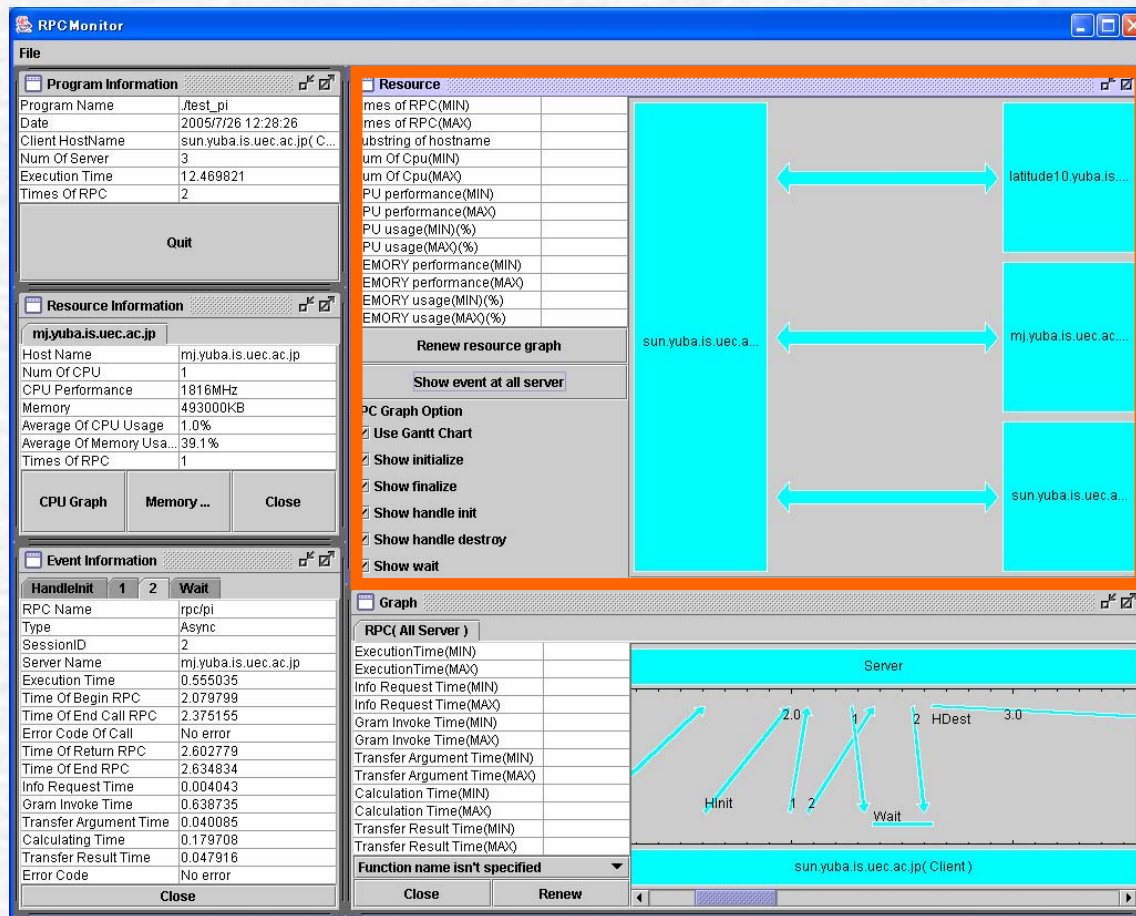 RPCMonitor
File
Program Information
Program Name ./test_pi
Date 2005/7/26 12:28:26
Client HostName sun.yuba.is.uec.ac.jp( C...
Num Of Server 3
Execution Time 12.469821
Times Of RPC 2
Quit
Resource Information
mj.yuba.is.uec.ac.jp
Host Name mj.yuba.is.uec.ac.jp
Num Of CPU 1
CPU Performance 1816MHz
Memory 493000KB
Average Of CPU Usage 1.0%
Average Of Memory Usa... 39.1%
Times Of RPC 1
CPU Graph Memory ... Close
Event Information
HandleInit 1 2 Wait
RPC Name rpc/pi
Type Async
SessionID 2
Server Name mj.yuba.is.uec.ac.jp
Execution Time 0.555035
Time Of Begin RPC 2.079799
Time Of End Call RPC 2.375155
Error Code Of Call No error
Time Of Return RPC 2.602779
Time Of End RPC 2.634834
Info Request Time 0.004043
Gram Invoke Time 0.638735
Transfer Argument Time 0.040085
Calculating Time 0.179708
Transfer Result Time 0.047916
Error Code No error
Close
Resource
imes of RPC(MIN)
imes of RPC(MAX)
ubstring of hostname
um Of Cpu(MIN)
um Of Cpu(MAX)
PU performance(MIN)
PU performance(MAX)
PU usage(MIN)(%)
PU usage(MAX)(%)
EMORY performance(MIN)
EMORY performance(MAX)
EMORY usage(MIN)(%)
EMORY usage(MAX)(%)
Renew resource graph
Show event at all server
PC Graph Option
Use Gantt Chart
Show initialize
Show finalize
Show handle init
Show handle destroy
Show wait
sun.yuba.is.uec.a...
latitude10.yuba.is....
mj.yuba.is.uec.ac....
sun.yuba.is.uec.a...
Graph
RPC( All Server )
ExecutionTime(MIN)
ExecutionTime(MAX)
Info Request Time(MIN)
Info Request Time(MAX)
Gram Invoke Time(MIN)
Gram Invoke Time(MAX)
Transfer Argument Time(MIN)
Transfer Argument Time(MAX)
Calculation Time(MIN)
Calculation Time(MAX)
Transfer Result Time(MIN)
Transfer Result Time(MAX)
Function name isn't specified
Close Renew
Server
2.0 1 2 HDest 3.0
HInit 1 2 Wait
sun.yuba.is.uec.ac.jp( Client )